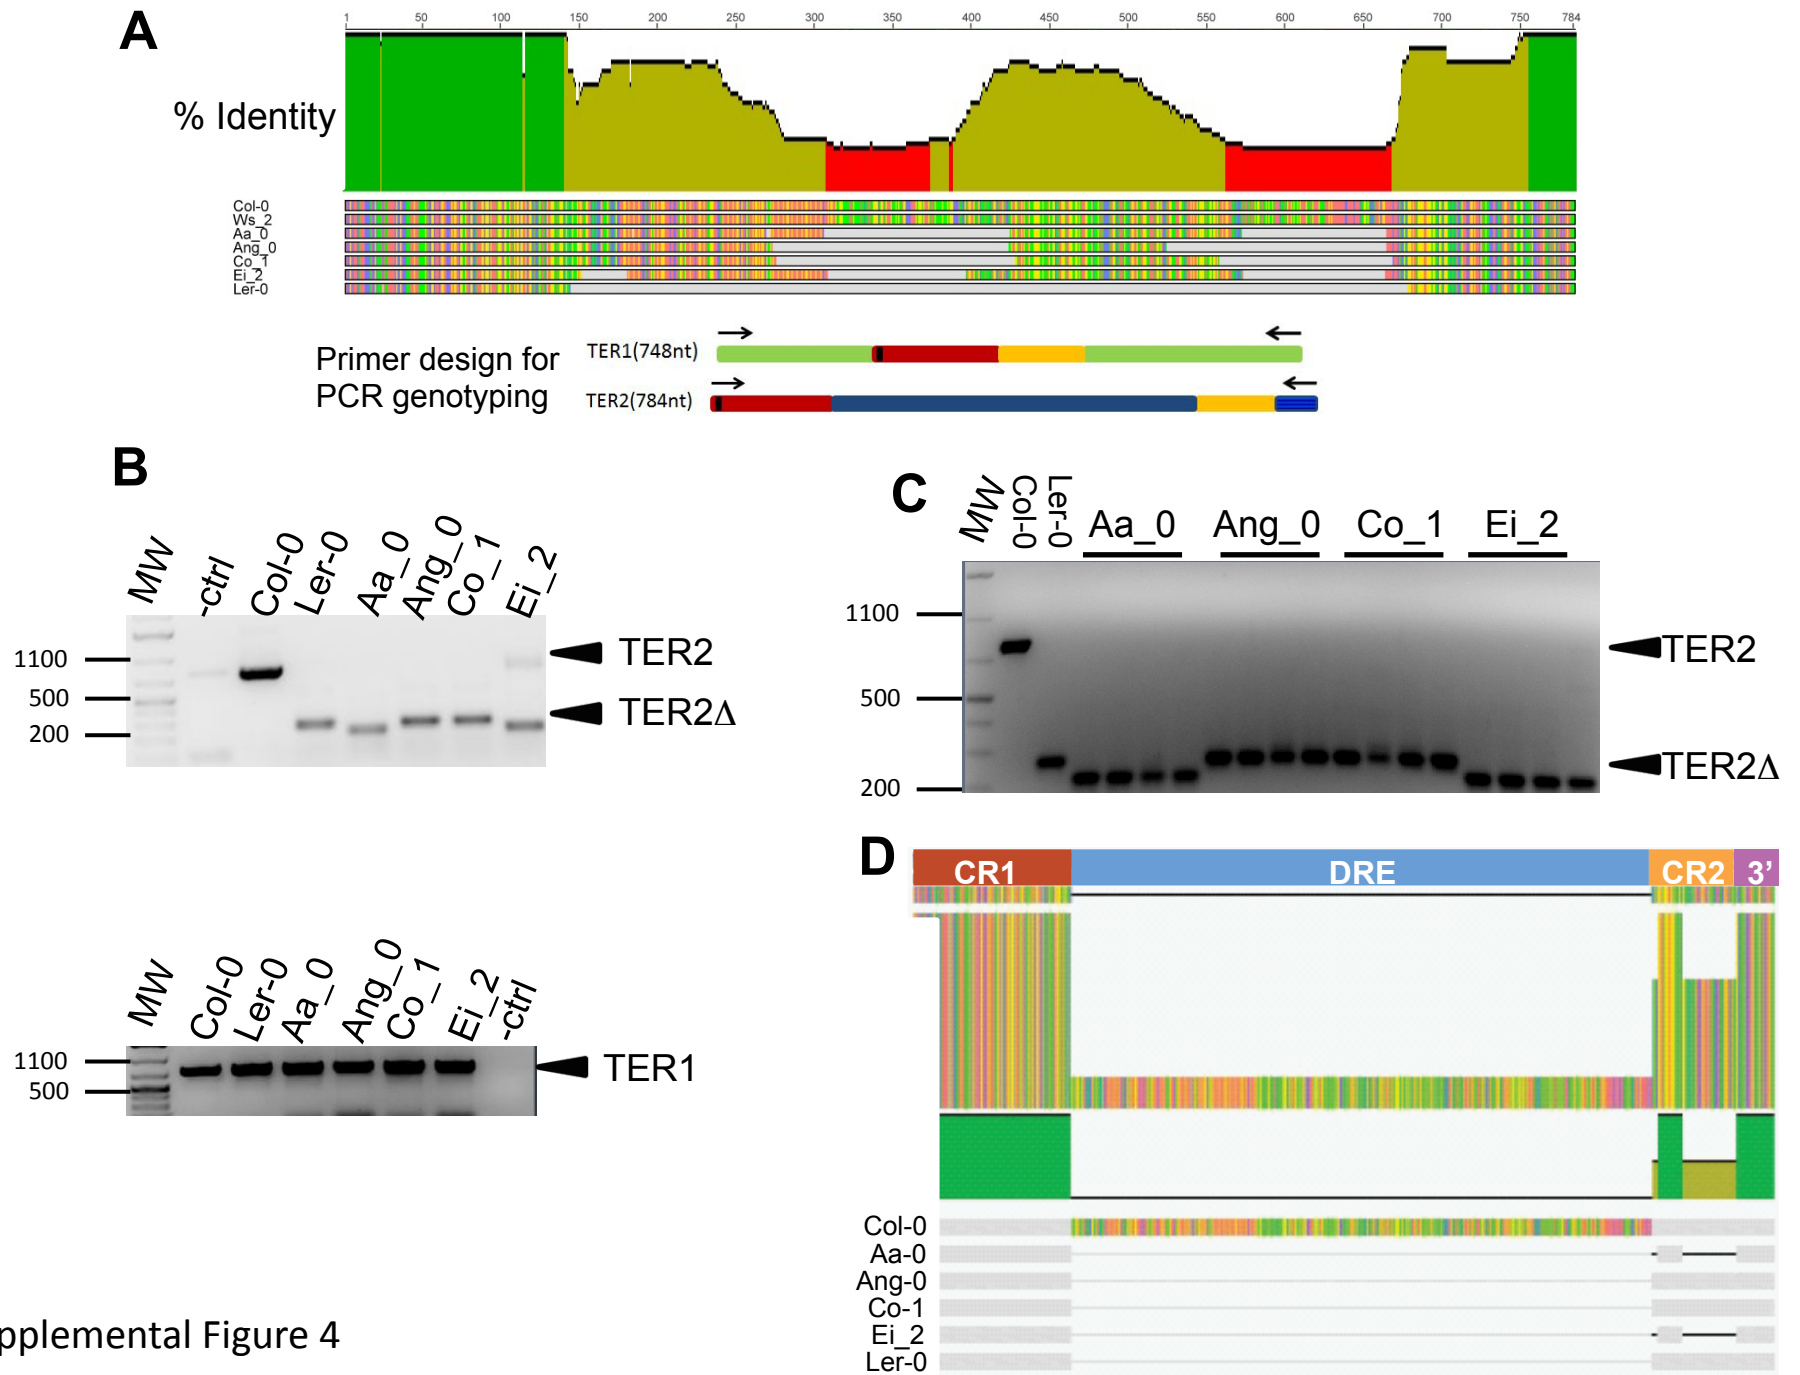 A
1 50 100 150 200 250 300 350 400 450 500 550 600 650 700 750 784
% Identity
Col-0
Ws_2
Aa_0
Ang_0
Co_1
Ei_2
Ler-0
Primer design for
PCR genotyping
TER1(748nt)
TER2(784nt)
B
MW -ctrl Col-0 Ler-0 Aa_0 Ang_0 Co_1 Ei_2
1100
500
200
TER2
TER2Δ
MW Col-0 Ler-0 Aa_0 Ang_0 Co_1 Ei_2 -ctrl
1100
500
TER1
C
MW Col-0 Ler-0 Aa_0 Ang_0 Co_1 Ei_2
1100
500
200
TER2
TER2Δ
D
CR1 DRE CR2 3’
Col-0
Aa-0
Ang-0
Co-1
Ei_2
Ler-0
pplemental Figure 4